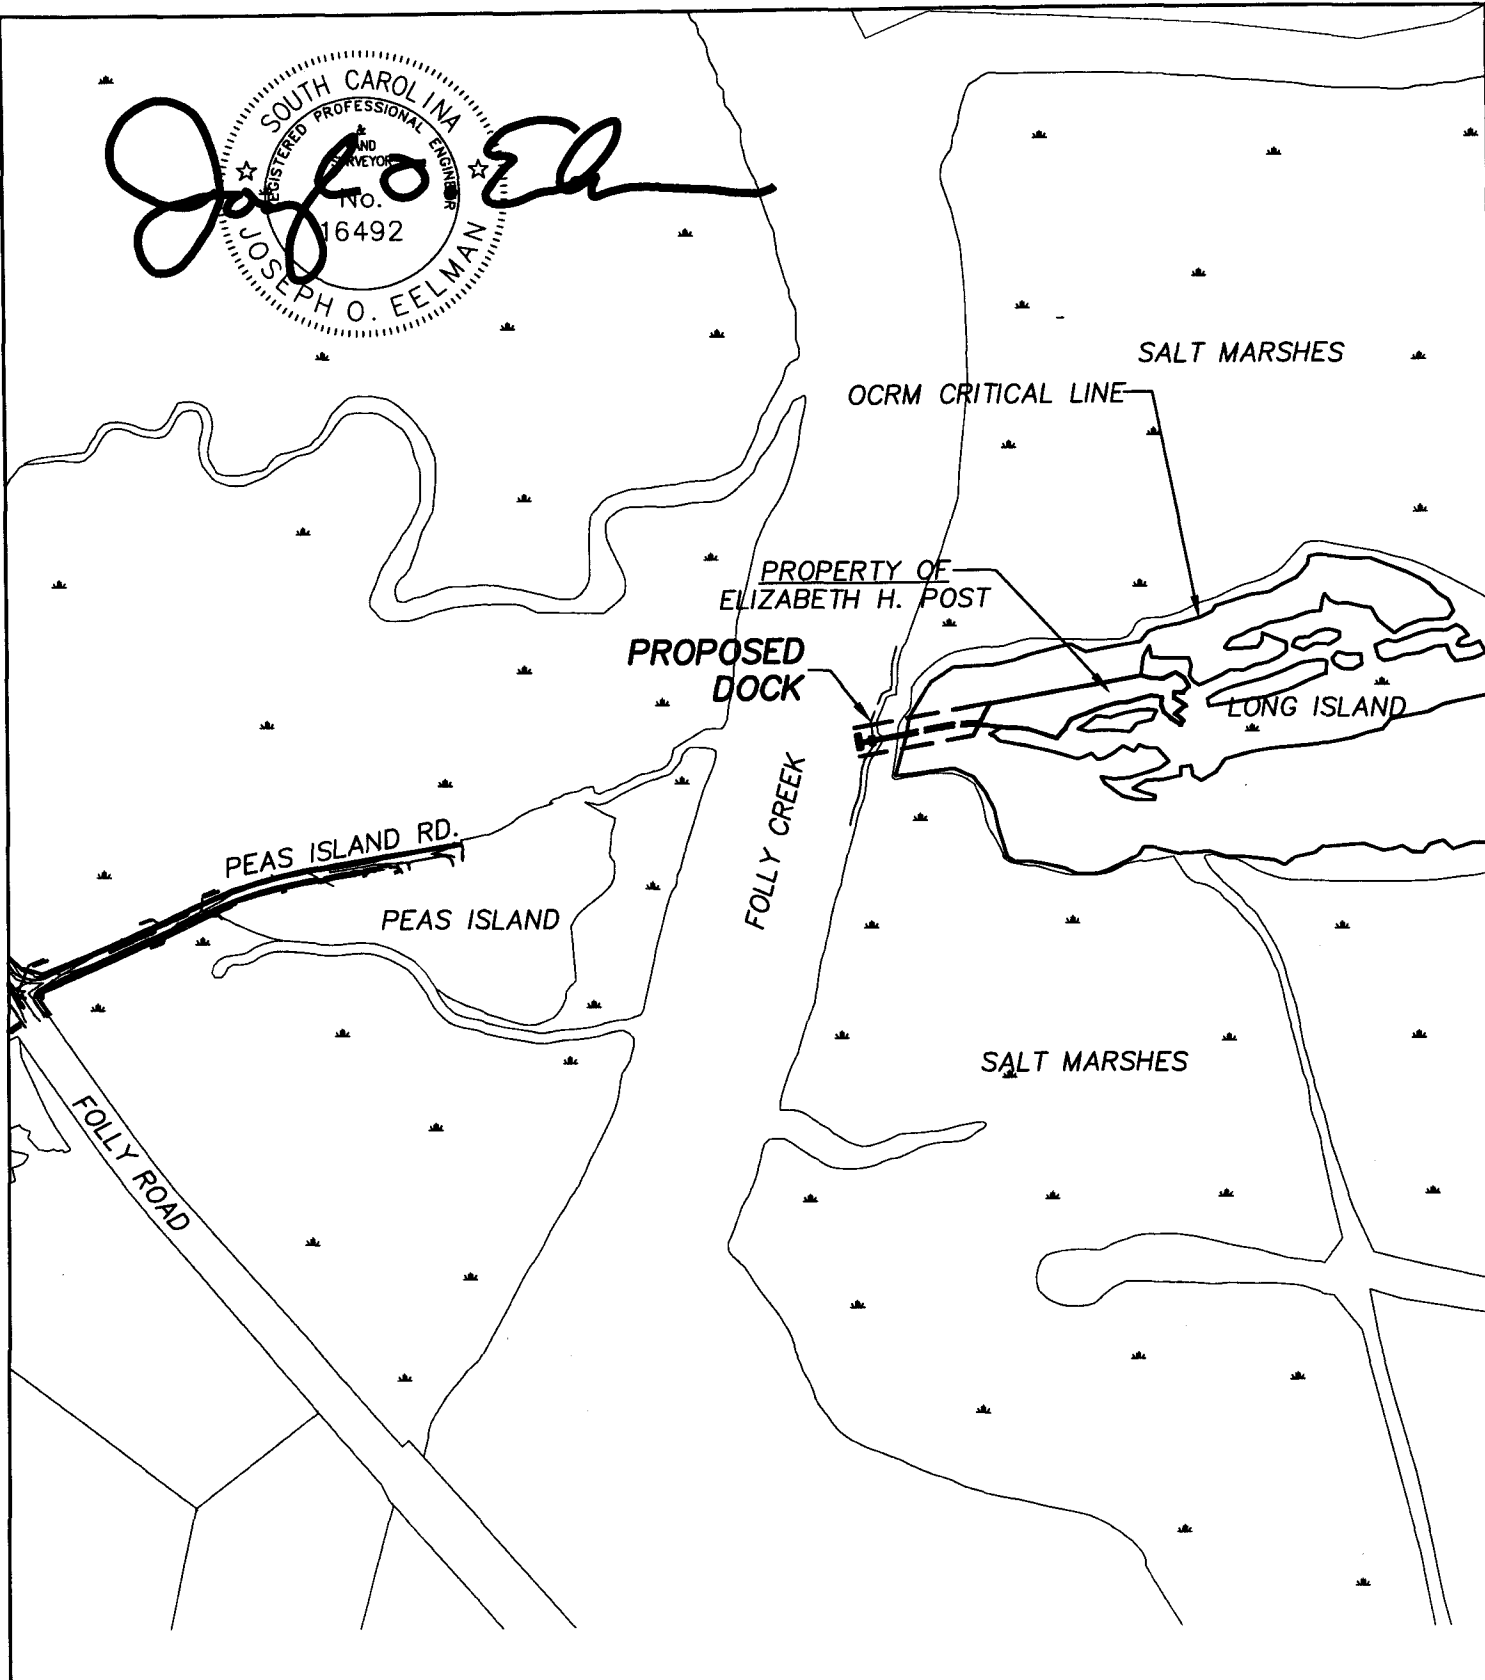 SOUTH CAROLINA
REGISTERED PROFESSIONAL ENGINEER
&
LAND
SURVEYOR
No.
16492
JOSEPH O. EELMAN
SALT MARSHES
OCRM CRITICAL LINE
PROPERTY OF
ELIZABETH H. POST
PROPOSED
DOCK
LONG ISLAND
FOLLY CREEK
PEAS ISLAND RD.
PEAS ISLAND
SALT MARSHES
FOLLY ROAD